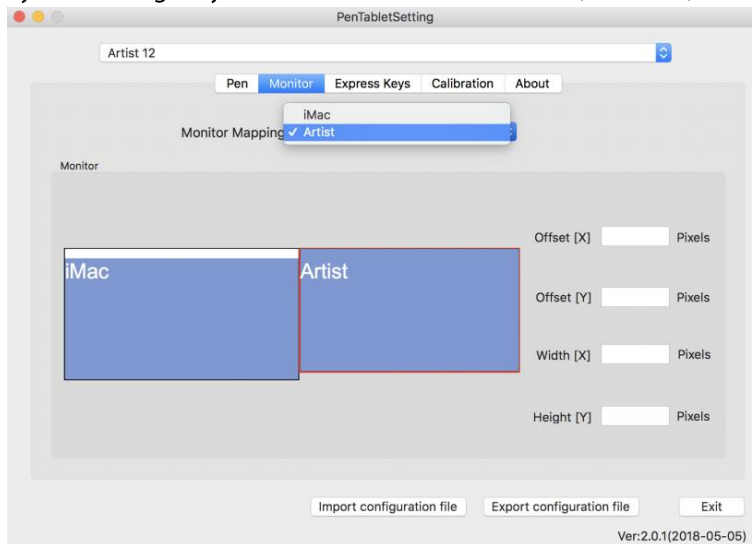 PenTabletSetting
Artist 12
Pen Monitor Express Keys Calibration About
iMac
Monitor Mapping ✓ Artist
Monitor
Offset [X] Pixels
iMac Artist
Offset [Y] Pixels
Width [X] Pixels
Height [Y] Pixels
Import configuration file Export configuration file Exit
Ver:2.0.1(2018-05-05)